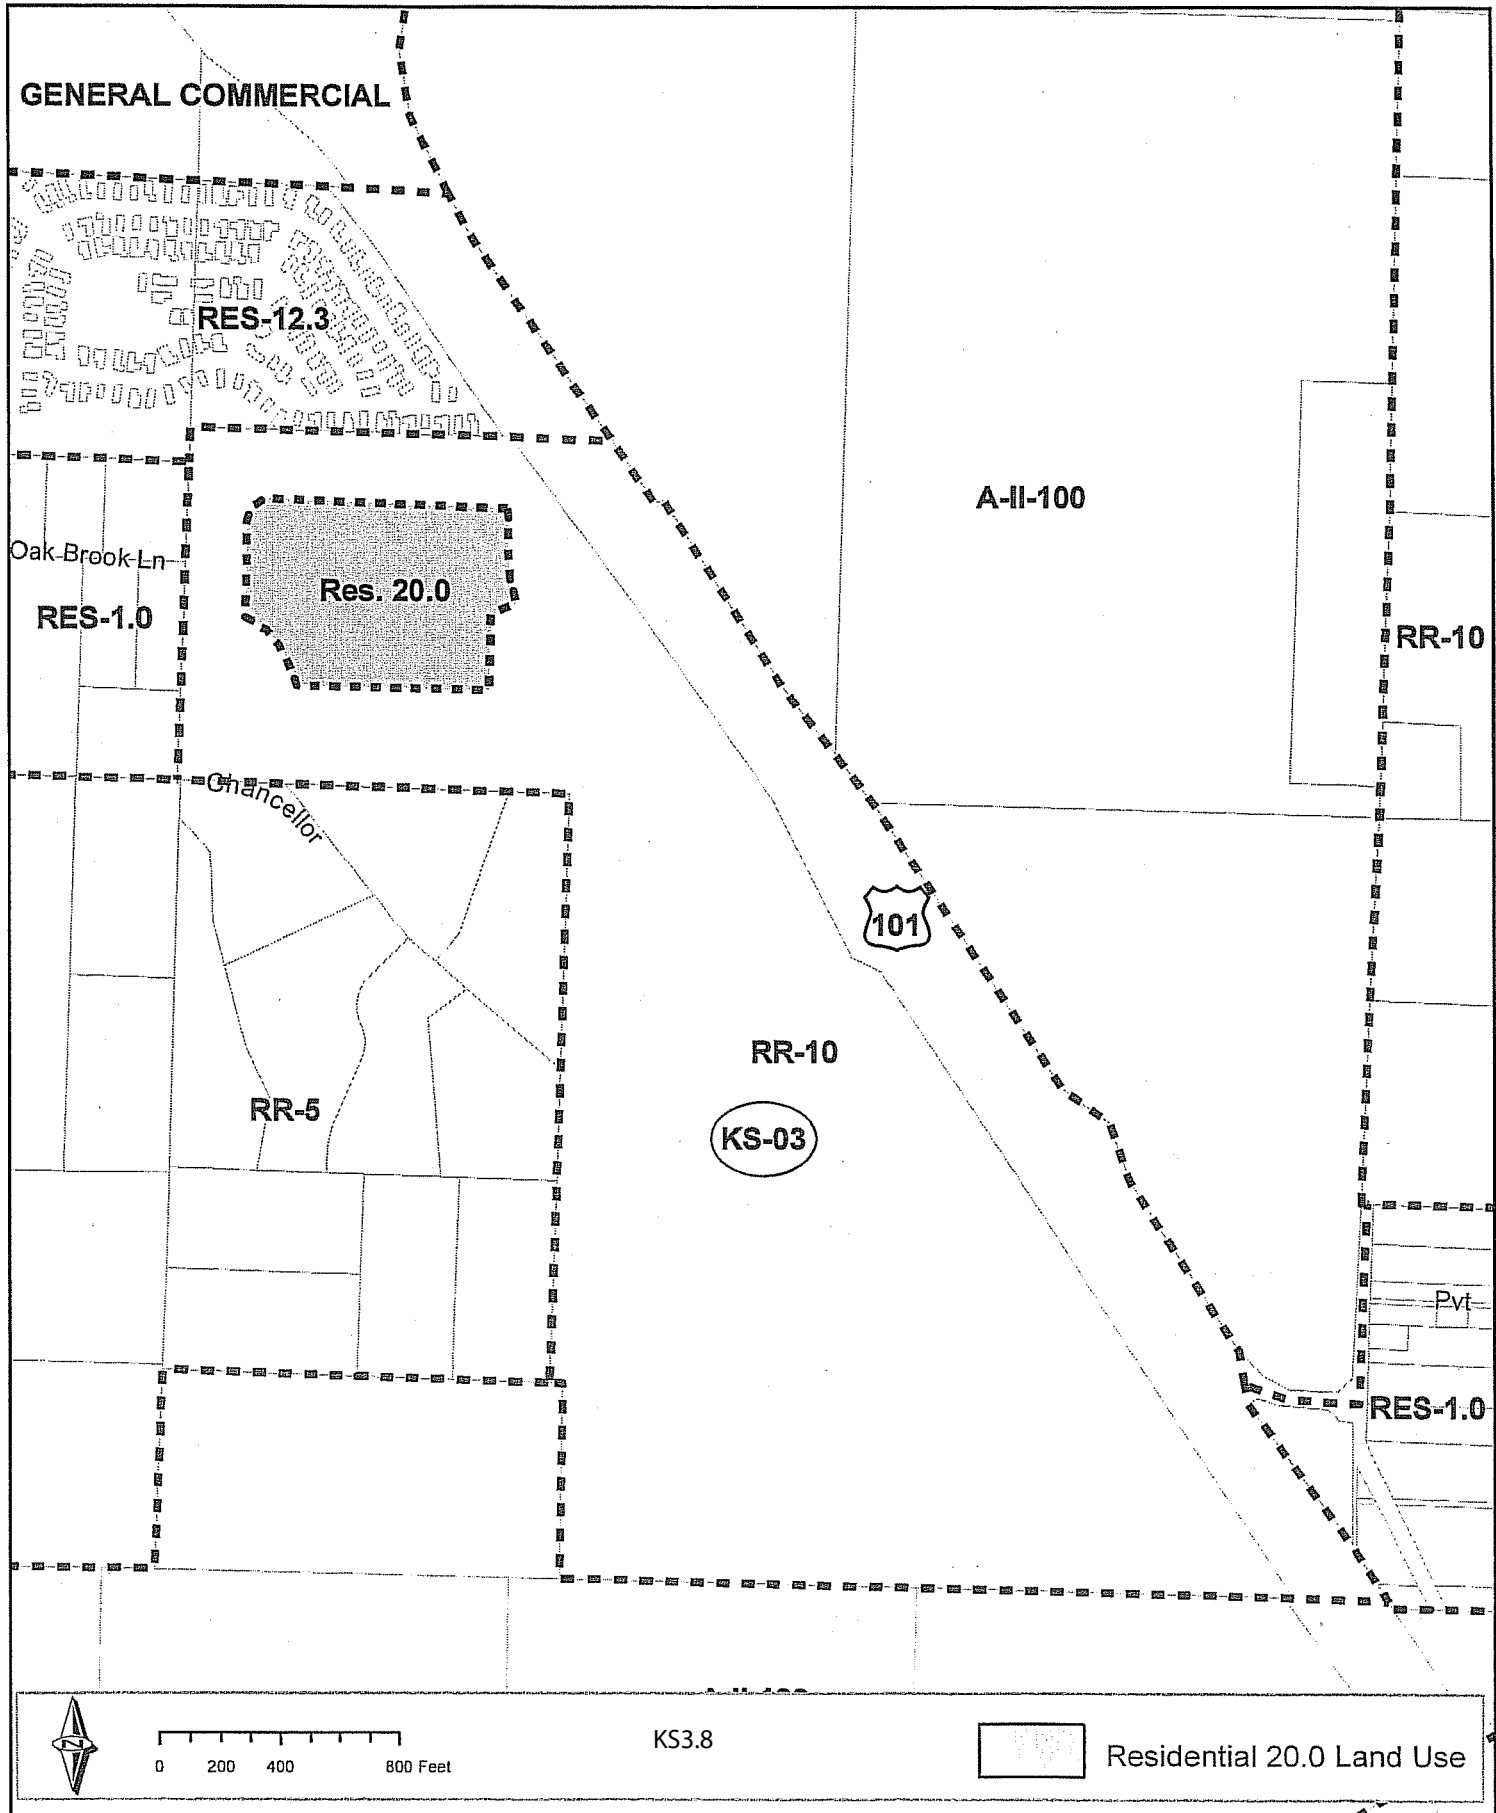 GENERAL COMMERCIAL
RES-12.3
A-II-100
Oak Brook Ln
Res. 20.0
RES-1.0
RR-10
Chancellor
101
RR-10
RR-5
KS-03
Pvt
RES-1.0
N
0 200 400 800 Feet
KS3.8
Residential 20.0 Land Use